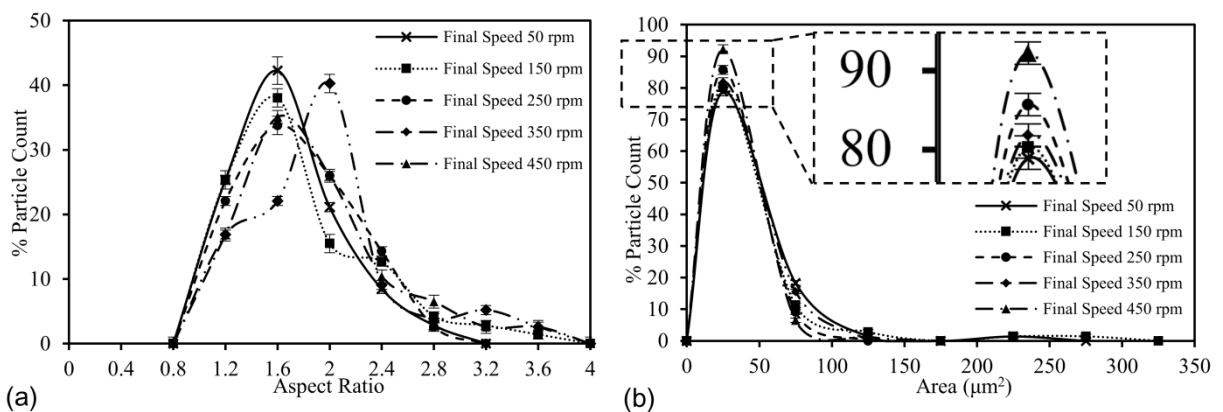 50
40
30
20
10
0
% Particle Count
0 0.4 0.8 1.2 1.6 2.0 2.4 2.8 3.2 3.6 4
Aspect Ratio
Final Speed 50 rpm
Final Speed 150 rpm
Final Speed 250 rpm
Final Speed 350 rpm
Final Speed 450 rpm
(a)
100
90
80
70
60
50
40
30
20
10
0
% Particle Count
90
80
Final Speed 50 rpm
Final Speed 150 rpm
Final Speed 250 rpm
Final Speed 350 rpm
Final Speed 450 rpm
0 50 100 150 200 250 300 350
Area (μm²)
(b)